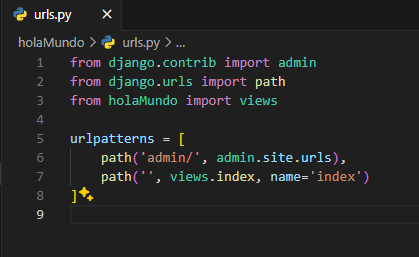 urls.py
holaMundo > urls.py > ...
1 from django.contrib import admin
2 from django.urls import path
3 from holaMundo import views
4
5 urlpatterns = [
6 path('admin/', admin.site.urls),
7 path('', views.index, name='index')
8 ]
9